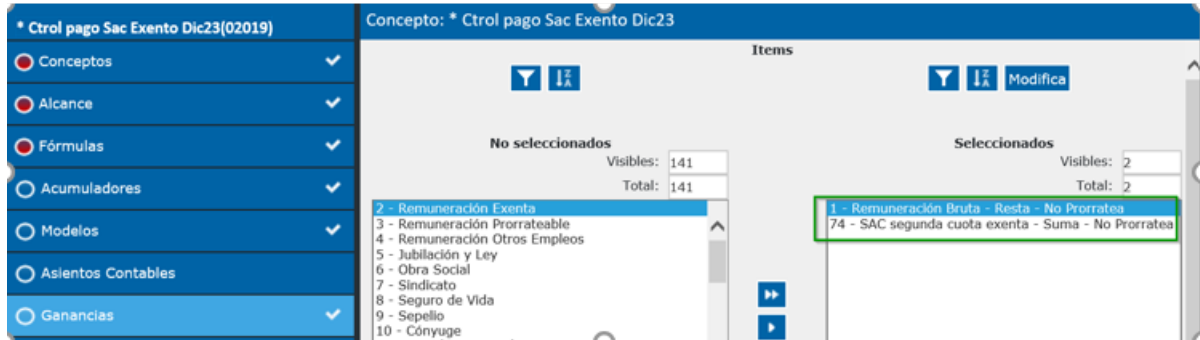 * Ctrol pago Sac Exento Dic23(02019)
Conceptos
Alcance
Fórmulas
Acumuladores
Modelos
Asientos Contables
Ganancias
Concepto: * Ctrol pago Sac Exento Dic23
Items
Modifica
No seleccionados
Visibles: 141
Total: 141
2 - Remuneración Exenta
3 - Remuneración Prorrateable
4 - Remuneración Otros Empleos
5 - Jubilación y Ley
6 - Obra Social
7 - Sindicato
8 - Seguro de Vida
9 - Sepelio
10 - Cónyuge
Seleccionados
Visibles: 2
Total: 2
1 - Remuneración Bruta - Resta - No Prorratea
74 - SAC segunda cuota exenta - Suma - No Prorratea